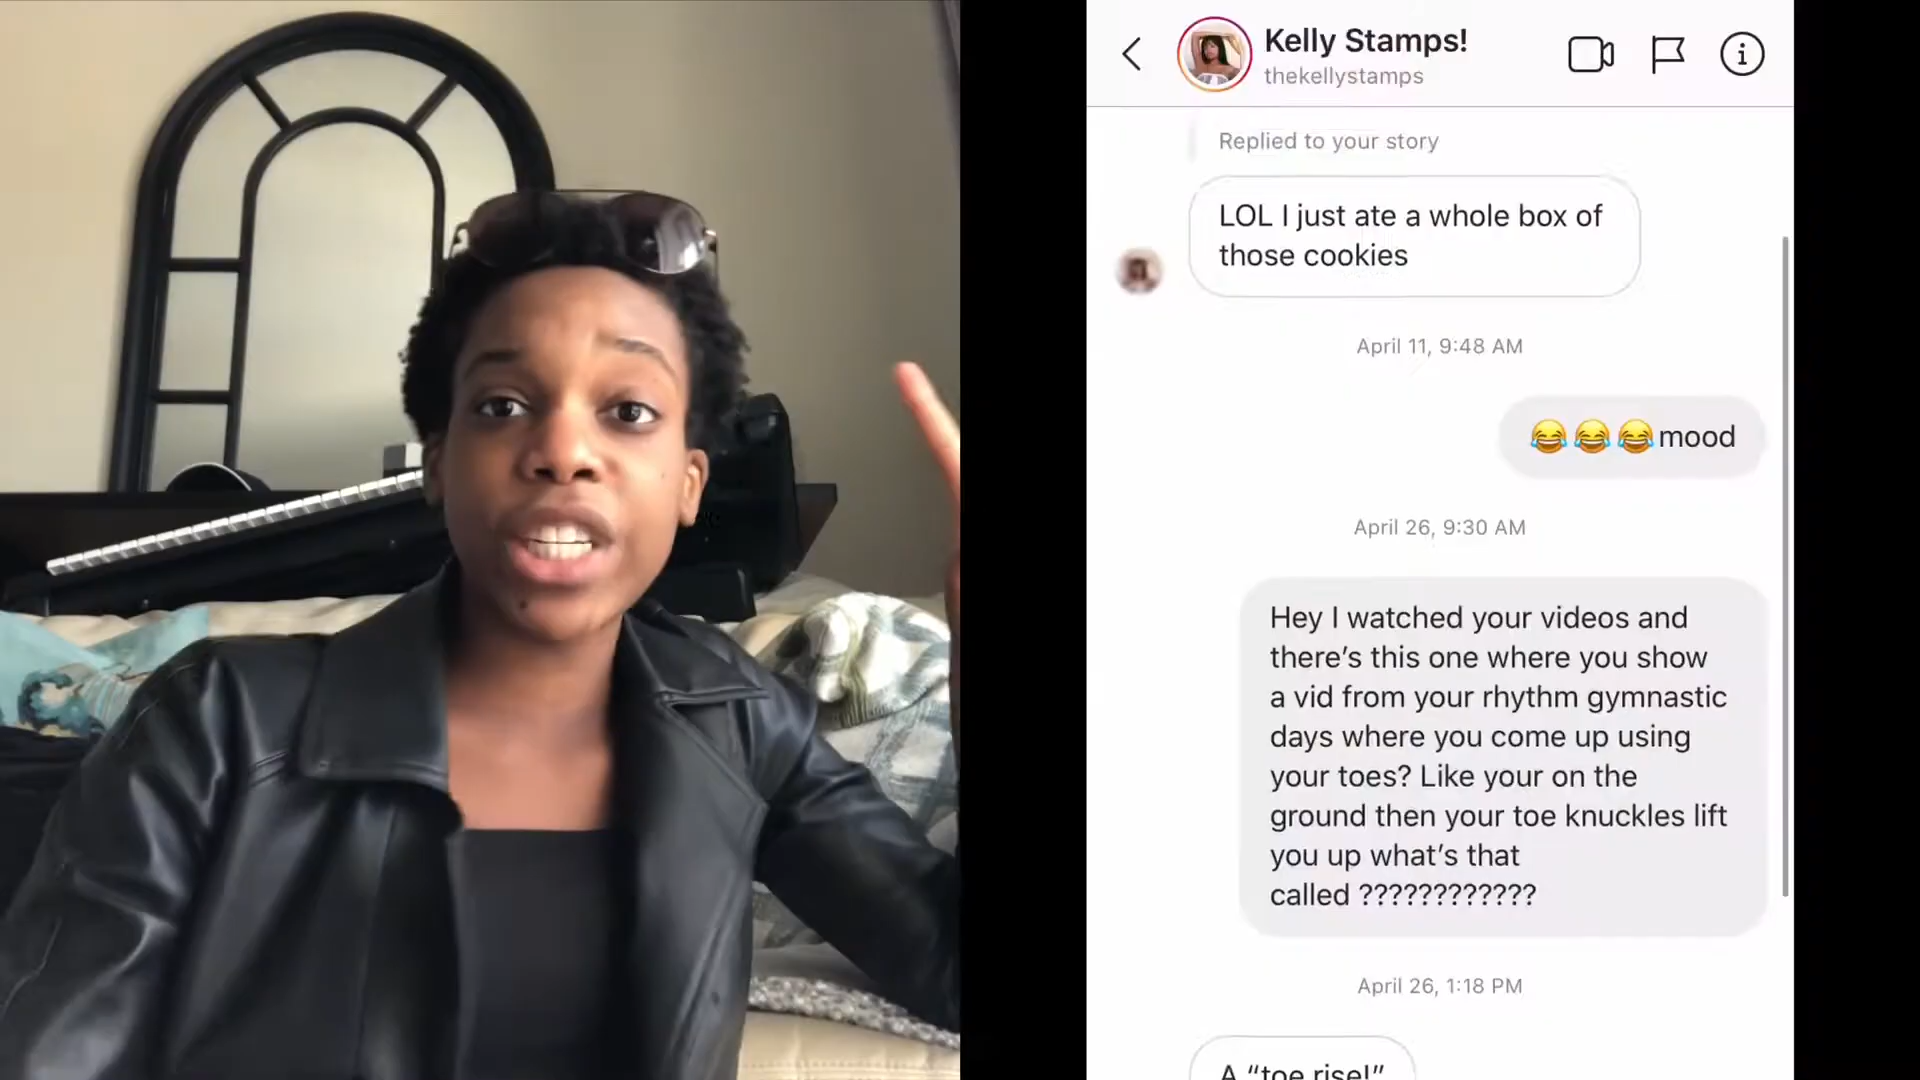 Kelly Stamps!
thekellystamps
Replied to your story
LOL I just ate a whole box of
those cookies
April 11, 9:48 AM
😂😂😂mood
April 26, 9:30 AM
Hey I watched your videos and
there’s this one where you show
a vid from your rhythm gymnastic
days where you come up using
your toes? Like your on the
ground then your toe knuckles lift
you up what’s that
called ????????????
April 26, 1:18 PM
A “toe rise!”